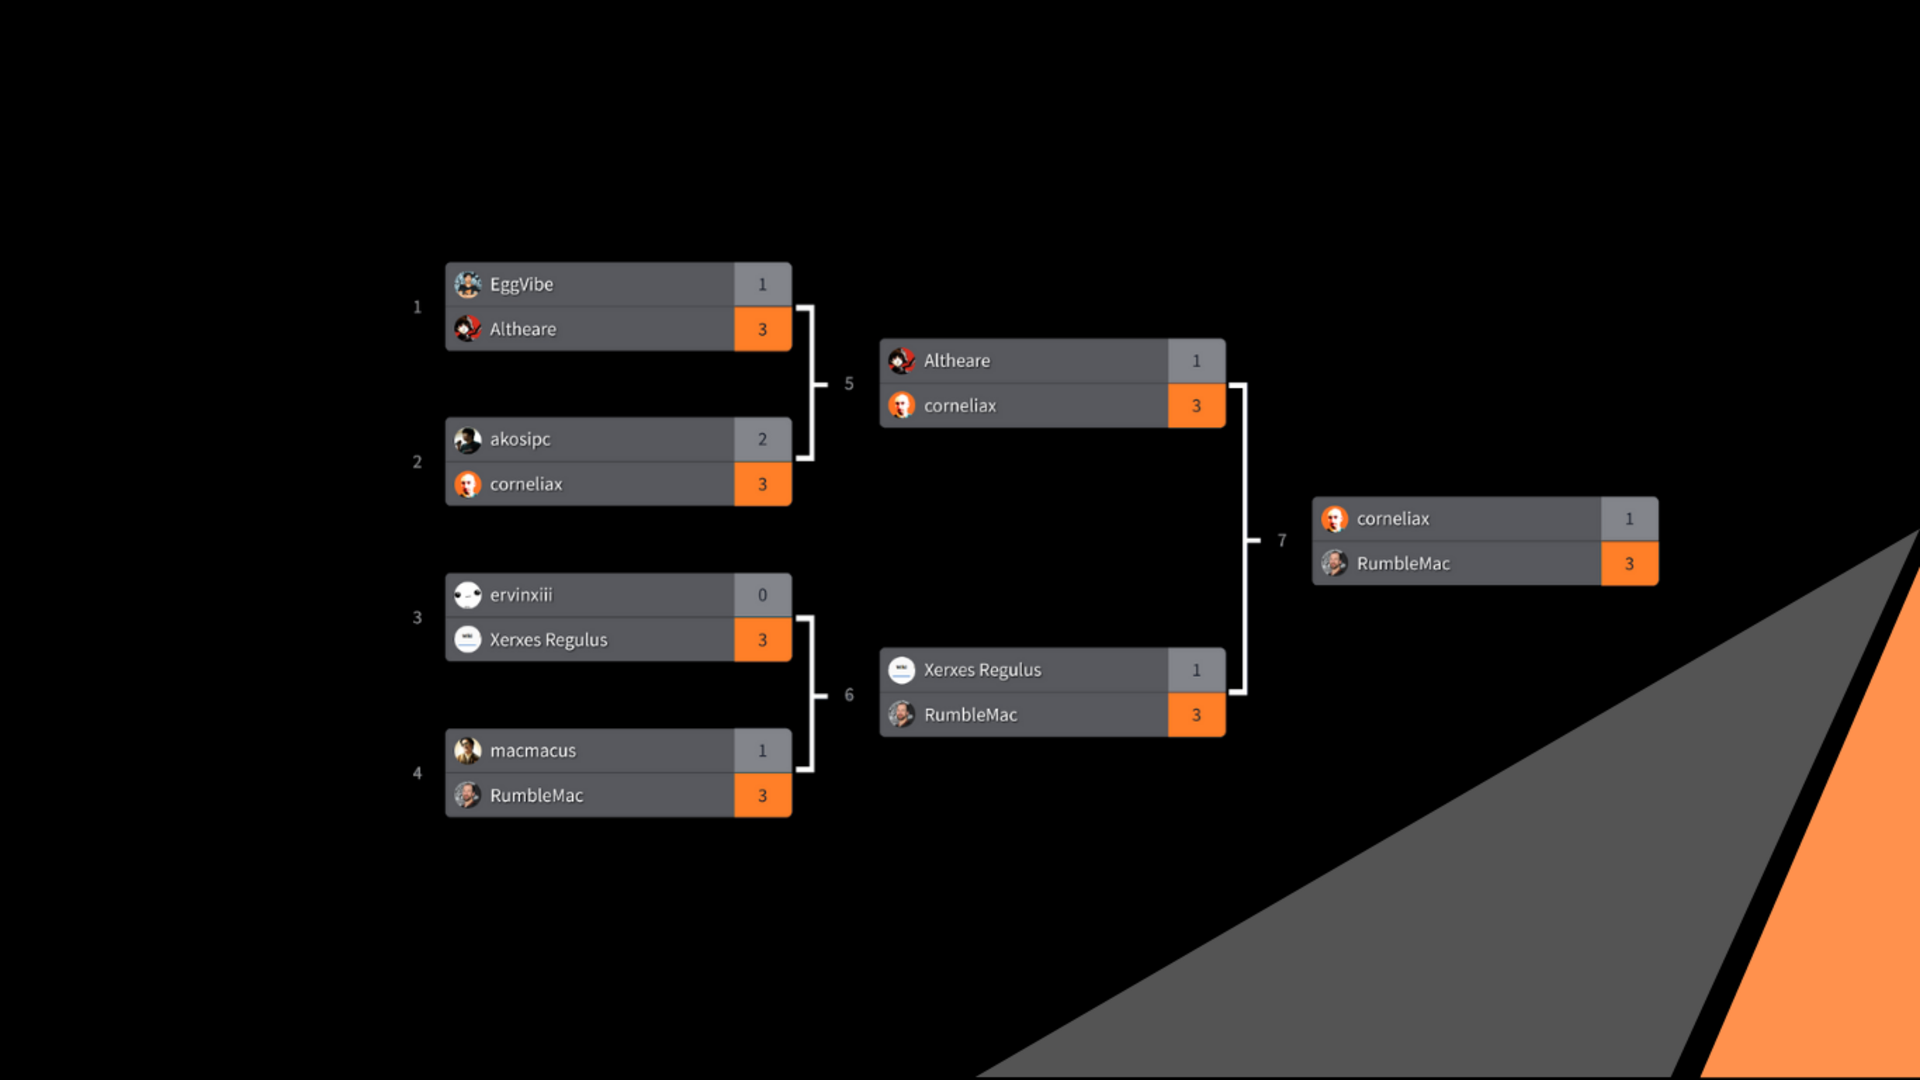 1
EggVibe 1
Altheare 3
2
akosipc 2
corneliax 3
3
ervinxiii 0
Xerxes Regulus 3
4
macmacus 1
RumbleMac 3
5
Altheare 1
corneliax 3
6
Xerxes Regulus 1
RumbleMac 3
7
corneliax 1
RumbleMac 3